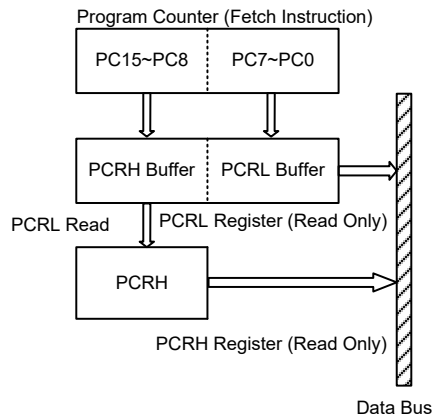 Program Counter (Fetch Instruction)
PC15~PC8
PC7~PC0
PCRH Buffer
PCRL Buffer
PCRL Read
PCRL Register (Read Only)
PCRH
PCRH Register (Read Only)
Data Bus